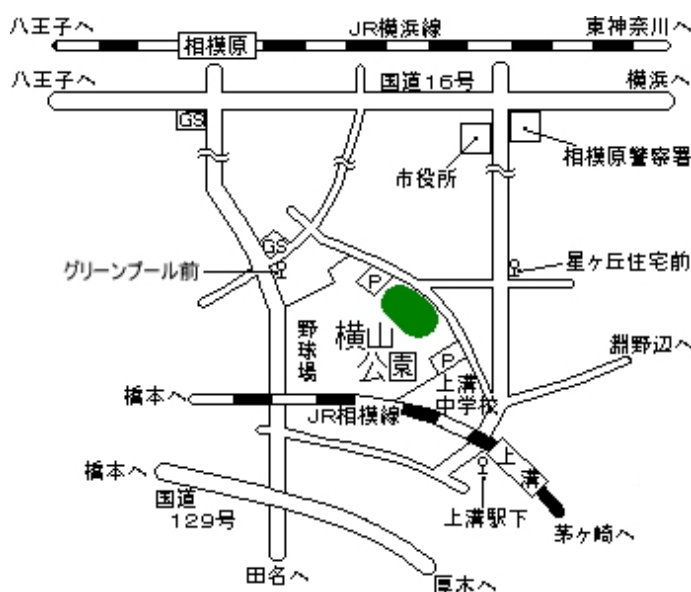 八王子へ
JR横浜線
東神奈川へ
相模原
八王子へ
国道16号
横浜へ
GS
市役所
相模原警察署
GS
グリーンプール前
P
星ヶ丘住宅前
野球場
横山
公園
P
淵野辺へ
上溝
中学校
橋本へ
JR相模線
橋本へ
上溝
国道
129号
上溝駅下
茅ヶ崎へ
田名へ
厚木へ